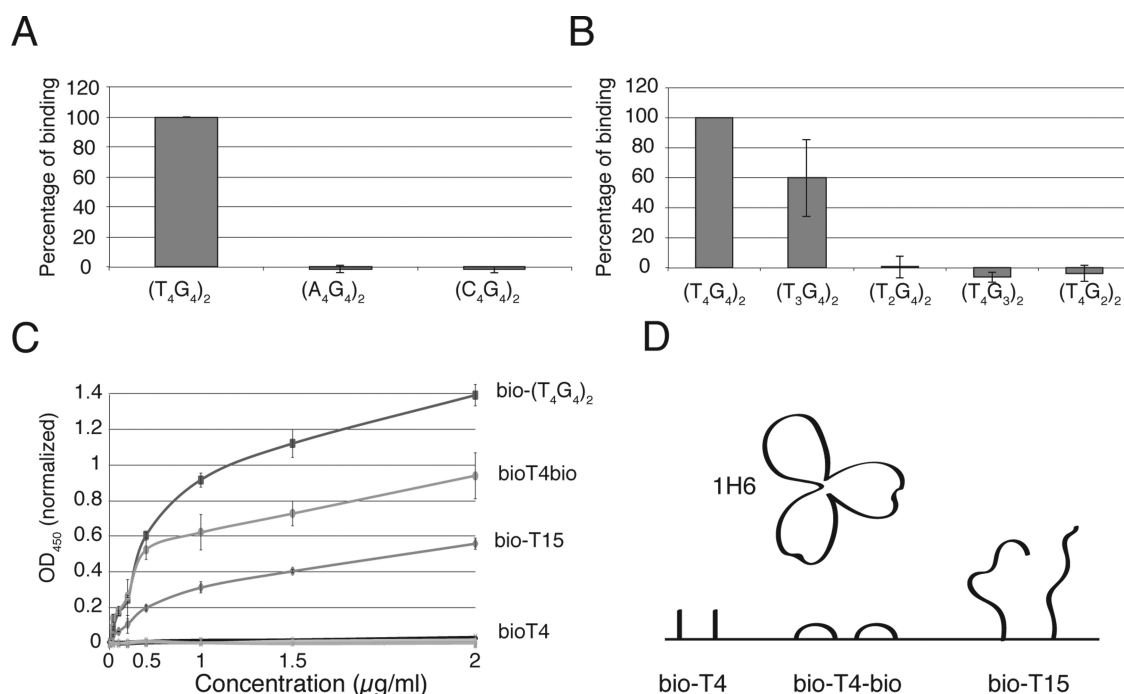 A
Percentage of binding
120
100
80
60
40
20
0
(T₄G₄)₂
(A₄G₄)₂
(C₄G₄)₂
B
Percentage of binding
120
100
80
60
40
20
0
(T₄G₄)₂
(T₃G₄)₂
(T₂G₄)₂
(T₄G₃)₂
(T₄G₂)₂
C
OD₄₅₀ (normalized)
1.4
1.2
1
0.8
0.6
0.4
0.2
0
0
0.5
1
1.5
2
Concentration (µg/ml)
bio-(T₄G₄)₂
bioT4bio
bio-T15
bioT4
D
1H6
bio-T4
bio-T4-bio
bio-T15